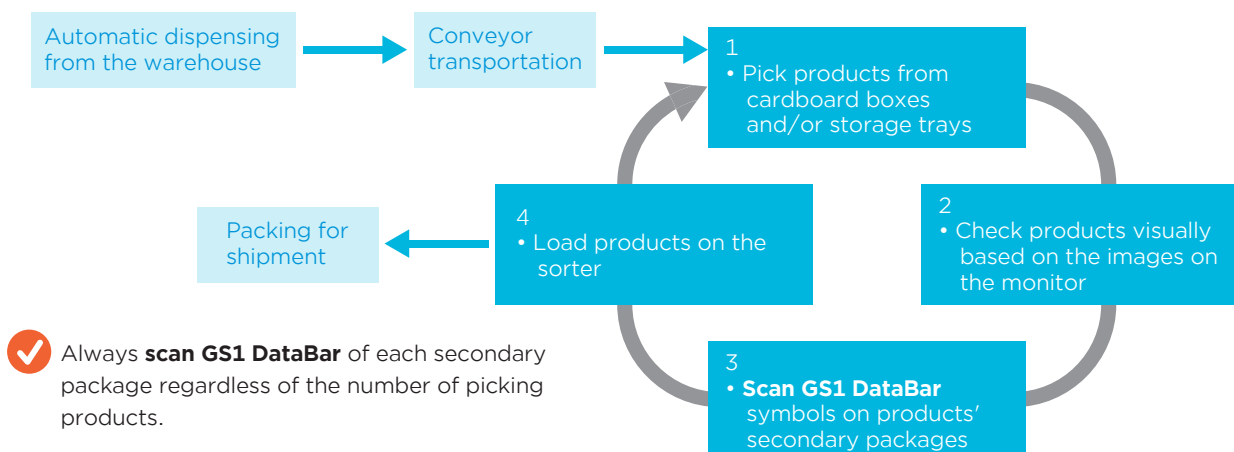 Automatic dispensing
from the warehouse
Conveyor
transportation
1
• Pick products from
cardboard boxes
and/or storage trays
2
• Check products visually
based on the images on
the monitor
3
• Scan GS1 DataBar
symbols on products'
secondary packages
4
• Load products on the
sorter
Packing for
shipment
Always scan GS1 DataBar of each secondary
package regardless of the number of picking
products.